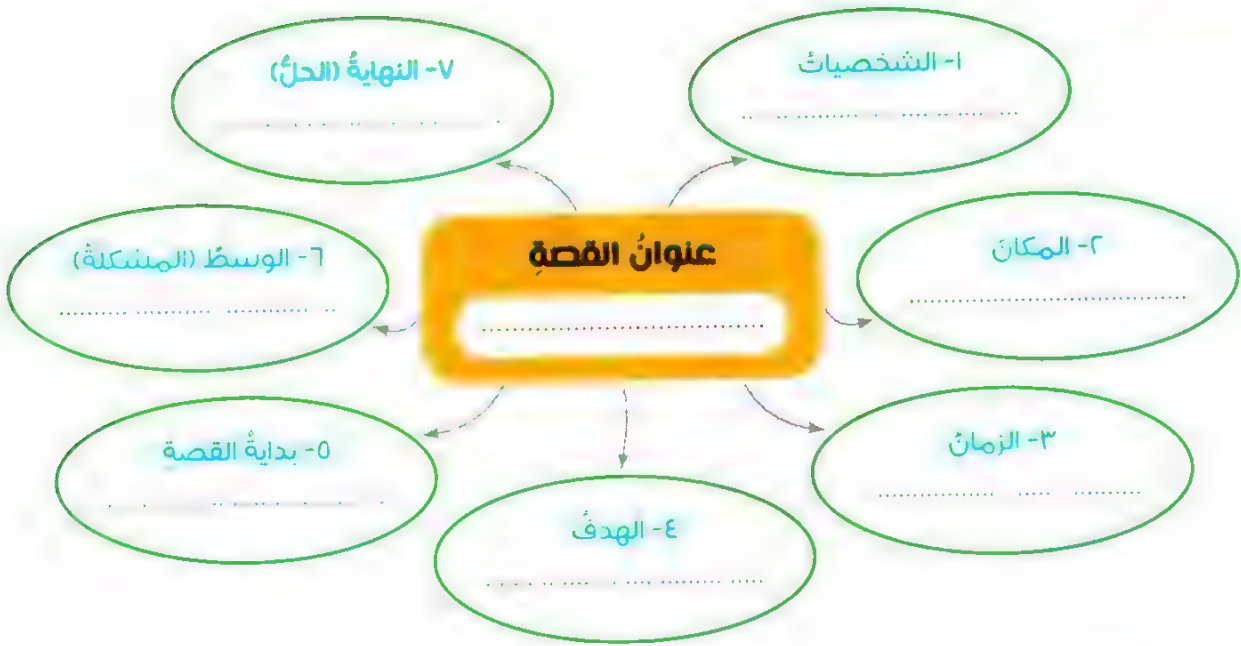 عنوانُ القصةِ
١- الشخصياتُ
٢- المكانُ
٣- الزمانُ
٤- الهدفُ
٥- بدايةُ القصة
٦- الوسطُ (المشكلةُ)
٧- النهايةُ (الحلُّ)